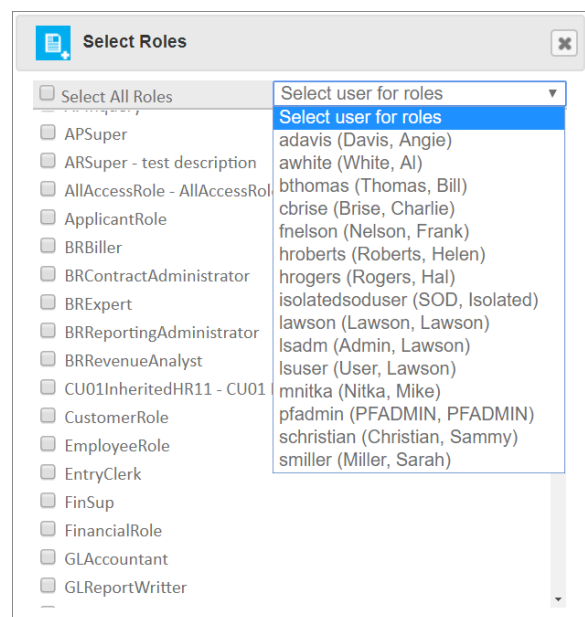 Select Roles
Select All Roles
Select user for roles
Select user for roles
adavis (Davis, Angie)
awhite (White, Al)
bthomas (Thomas, Bill)
cbrise (Brise, Charlie)
fnelson (Nelson, Frank)
hroberts (Roberts, Helen)
hrogers (Rogers, Hal)
isolatedsoduser (SOD, Isolated)
lawson (Lawson, Lawson)
lsadm (Admin, Lawson)
lsuser (User, Lawson)
mnitka (Nitka, Mike)
pfadmin (PFADMIN, PFADMIN)
schristian (Christian, Sammy)
smiller (Miller, Sarah)
APSuper
ARSuper - test description
AllAccessRole - AllAccessRol
ApplicantRole
BRBiller
BRContractAdministrator
BRExpert
BRReportingAdministrator
BRRevenueAnalyst
CU01InheritedHR11 - CU01
CustomerRole
EmployeeRole
EntryClerk
FinSup
FinancialRole
GLAccountant
GLReportWritter